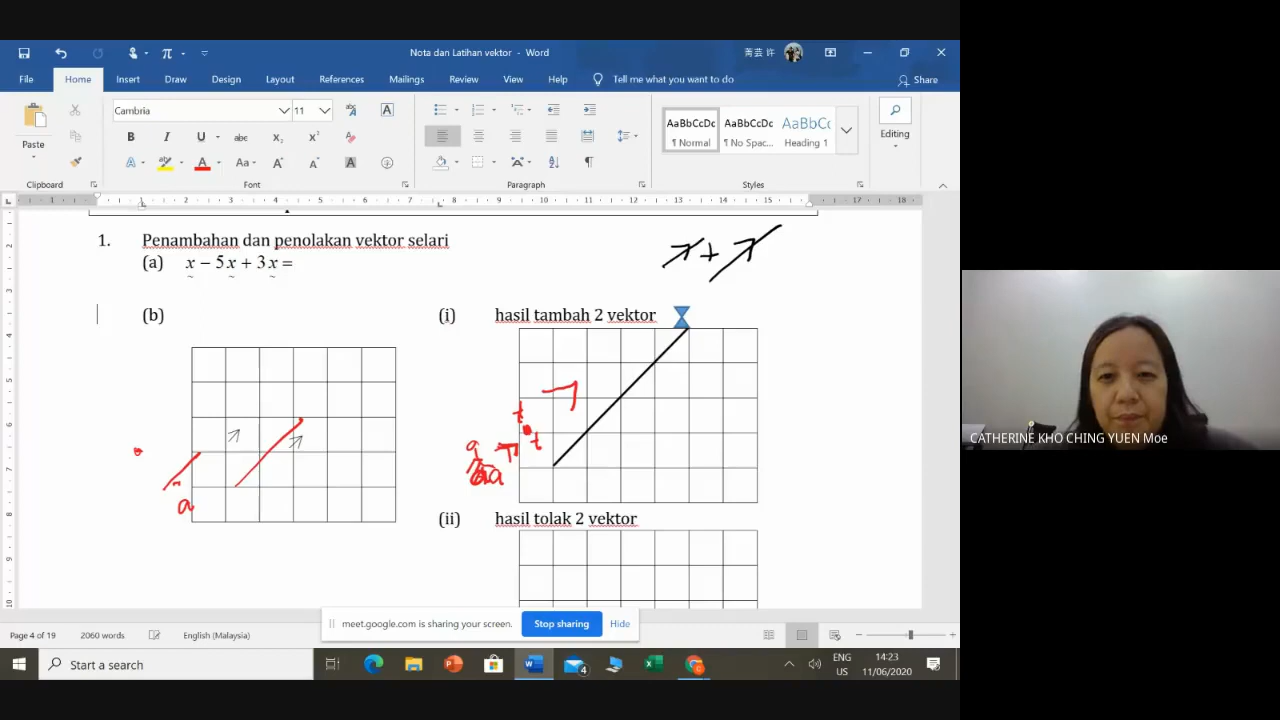 Nota dan Latihan vektor - Word
菁芸 许
File Home Insert Draw Design Layout References Mailings Review View Help Tell me what you want to do Share
Cambria 11
Paste
Clipboard Font Paragraph Styles
AaBbCcDc AaBbCcDc AaBbCc
¶ Normal ¶ No Spac... Heading 1
Editing
1. Penambahan dan penolakan vektor selari
(a) x − 5x + 3x =
(b)
(i) hasil tambah 2 vektor
a
t
t
a
(ii) hasil tolak 2 vektor
CATHERINE KHO CHING YUEN Moe
meet.google.com is sharing your screen. Stop sharing Hide
Page 4 of 19 2060 words English (Malaysia)
Start a search
4
ENG
US
14:23
11/06/2020